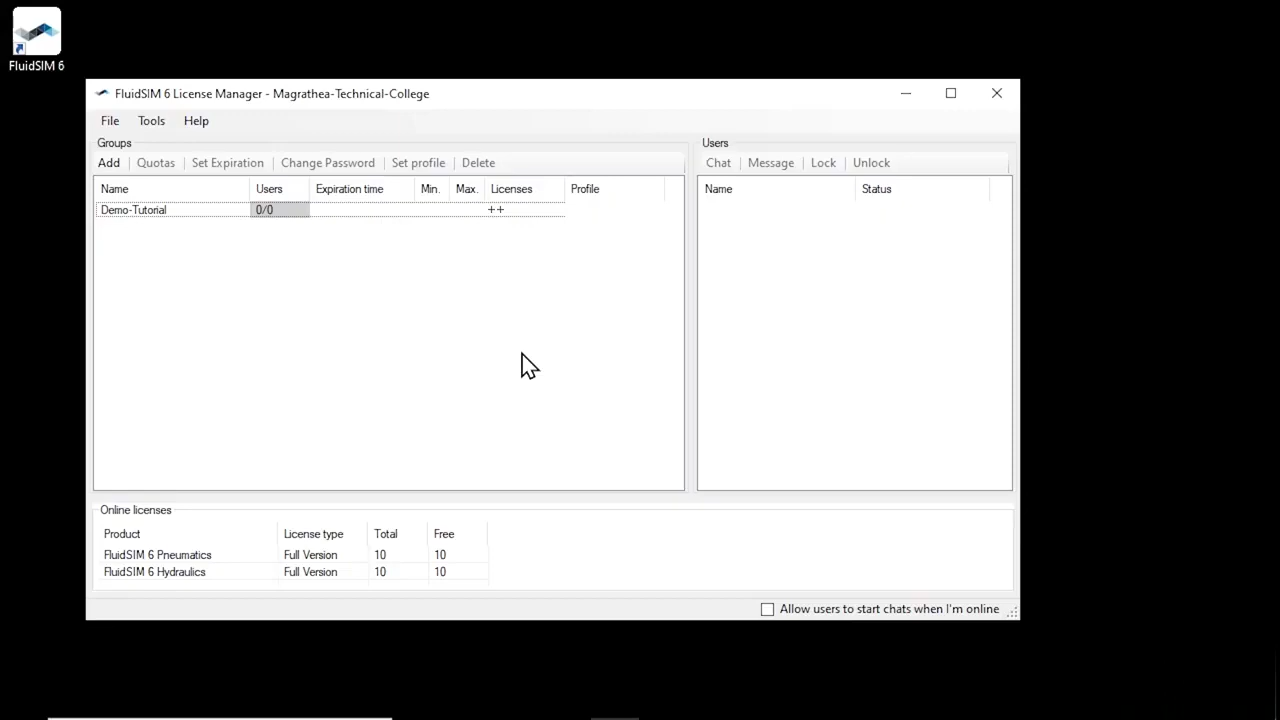 FluidSIM 6
FluidSIM 6 License Manager - Magrathea-Technical-College
File Tools Help
Groups
Add Quotas Set Expiration Change Password Set profile Delete
Name Users Expiration time Min. Max. Licenses Profile
Demo-Tutorial 0/0 ++
Users
Chat Message Lock Unlock
Name Status
Online licenses
Product License type Total Free
FluidSIM 6 Pneumatics Full Version 10 10
FluidSIM 6 Hydraulics Full Version 10 10
Allow users to start chats when I'm online